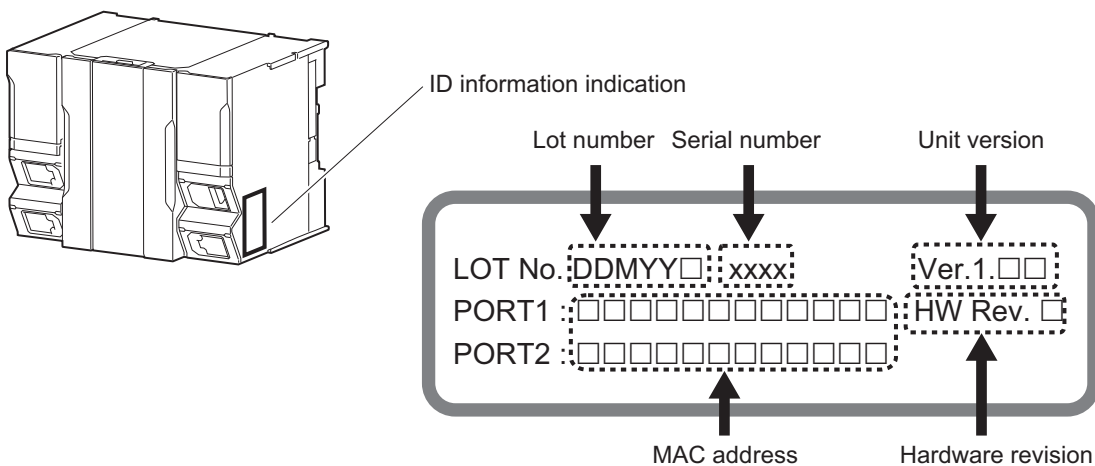 ID information indication
Lot number Serial number Unit version
LOT No. DDMYY□ xxxx Ver.1.□□
PORT1 : □□□□□□□□□□□□ HW Rev. □
PORT2 : □□□□□□□□□□□□
MAC address Hardware revision